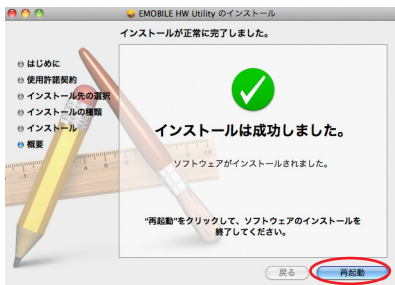 EMOBILE HW Utility のインストール
インストールが正常に完了しました。
はじめに
使用許諾契約
インストール先の選択
インストールの種類
インストール
概要
インストールは成功しました。
ソフトウェアがインストールされました。
"再起動"をクリックして、ソフトウェアのインストールを
終了してください。
戻る
再起動